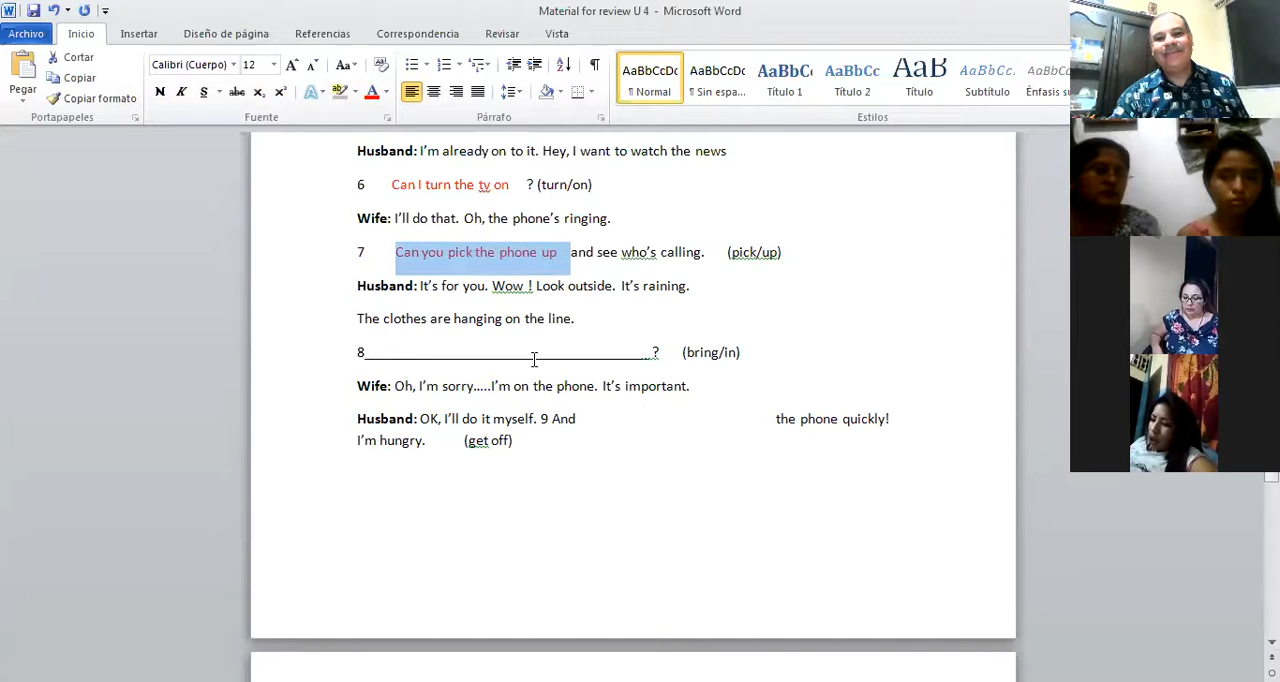 Material for review U 4 - Microsoft Word
Archivo Inicio Insertar Diseño de página Referencias Correspondencia Revisar Vista
Cortar
Copiar
Copiar formato
Pegar
Portapapeles
Calibri (Cuerpo) 12
Fuente
Párrafo
AaBbCcDc AaBbCcDc AaBbC AaBbCc AaB AaBbCc. AaBbCcDc
¶ Normal ¶ Sin espa... Título 1 Título 2 Título Subtítulo Énfasis su
Estilos
Husband: I’m already on to it. Hey, I want to watch the news
6 Can I turn the tv on ? (turn/on)
Wife: I’ll do that. Oh, the phone’s ringing.
7 Can you pick the phone up and see who’s calling. (pick/up)
Husband: It’s for you. Wow ! Look outside. It’s raining.
The clothes are hanging on the line.
8________________________________________? (bring/in)
Wife: Oh, I’m sorry…..I’m on the phone. It’s important.
Husband: OK, I’ll do it myself. 9 And the phone quickly!
I’m hungry. (get off)